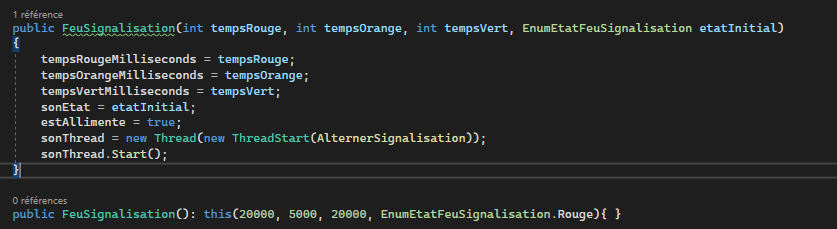 1 référence
public FeuSignalisation(int tempsRouge, int tempsOrange, int tempsVert, EnumEtatFeuSignalisation etatInitial)
{
tempsRougeMilliseconds = tempsRouge;
tempsOrangeMilliseconds = tempsOrange;
tempsVertMilliseconds = tempsVert;
sonEtat = etatInitial;
estAllimente = true;
sonThread = new Thread(new ThreadStart(AlternerSignalisation));
sonThread.Start();
}
0 références
public FeuSignalisation(): this(20000, 5000, 20000, EnumEtatFeuSignalisation.Rouge){ }